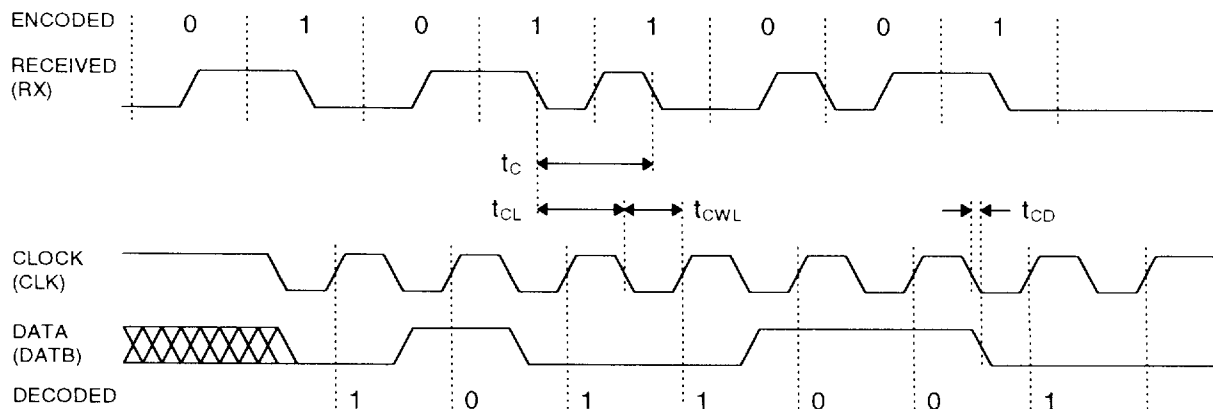 ENCODED 0 1 0 1 1 0 0 1
RECEIVED
(RX)
tC
tCL tCWL tCD
CLOCK
(CLK)
DATA
(DATB)
DECODED 1 0 1 1 0 0 1